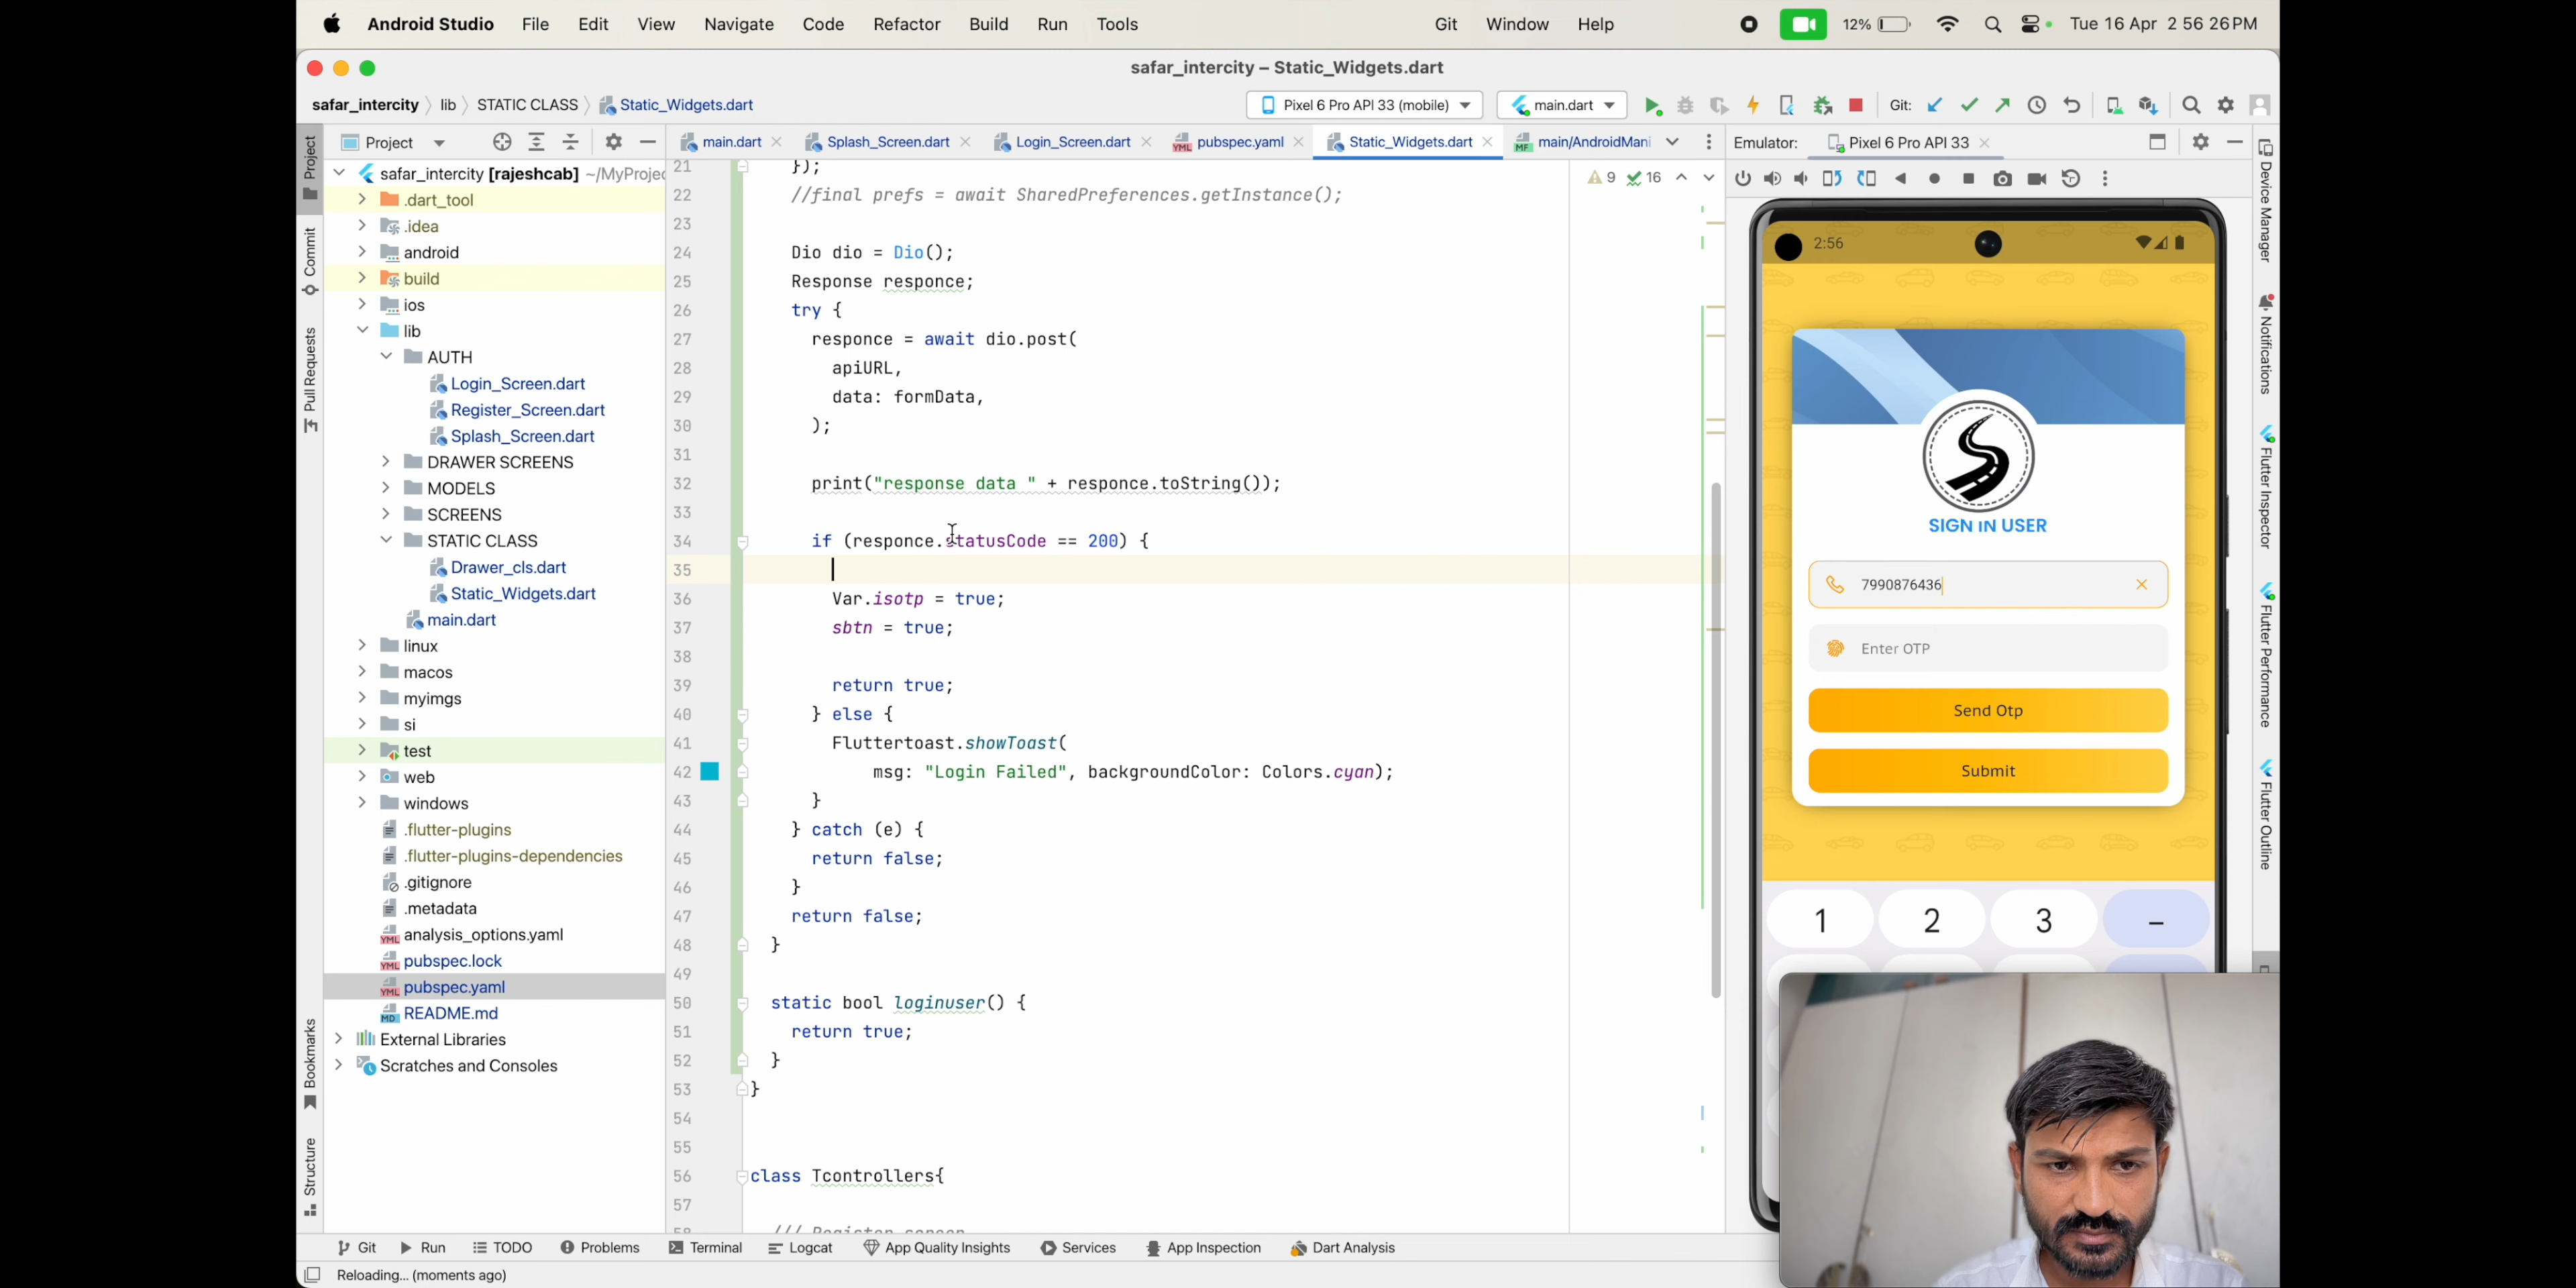 Android Studio File Edit View Navigate Code Refactor Build Run Tools Git Window Help 12% Tue 16 Apr 2 56 26 PM
safar_intercity – Static_Widgets.dart
safar_intercity lib STATIC CLASS Static_Widgets.dart Pixel 6 Pro API 33 (mobile) main.dart Git:
Project main.dart Splash_Screen.dart Login_Screen.dart pubspec.yaml Static_Widgets.dart main/AndroidMani Emulator: Pixel 6 Pro API 33
Project
Commit
Pull Requests
Bookmarks
Structure
safar_intercity [rajeshcab] ~/MyProjec
.dart_tool
.idea
android
build
ios
lib
AUTH
Login_Screen.dart
Register_Screen.dart
Splash_Screen.dart
DRAWER SCREENS
MODELS
SCREENS
STATIC CLASS
Drawer_cls.dart
Static_Widgets.dart
main.dart
linux
macos
myimgs
si
test
web
windows
.flutter-plugins
.flutter-plugins-dependencies
.gitignore
.metadata
analysis_options.yaml
pubspec.lock
pubspec.yaml
README.md
External Libraries
Scratches and Consoles
9 16
21 });
22 //final prefs = await SharedPreferences.getInstance();
23
24 Dio dio = Dio();
25 Response responce;
26 try {
27 responce = await dio.post(
28 apiURL,
29 data: formData,
30 );
31
32 print("response data " + responce.toString());
33
34 if (responce.statusCode == 200) {
35
36 Var.isotp = true;
37 sbtn = true;
38
39 return true;
40 } else {
41 Fluttertoast.showToast(
42 msg: "Login Failed", backgroundColor: Colors.cyan);
43 }
44 } catch (e) {
45 return false;
46 }
47 return false;
48 }
49
50 static bool loginuser() {
51 return true;
52 }
53 }
54
55
56 class Tcontrollers{
57
58 /// Register screen
2:56
SIGN IN USER
7990876436
Enter OTP
Send Otp
Submit
1 2 3 –
Device Manager
Notifications
Flutter Inspector
Flutter Performance
Flutter Outline
Git Run TODO Problems Terminal Logcat App Quality Insights Services App Inspection Dart Analysis
Reloading... (moments ago)